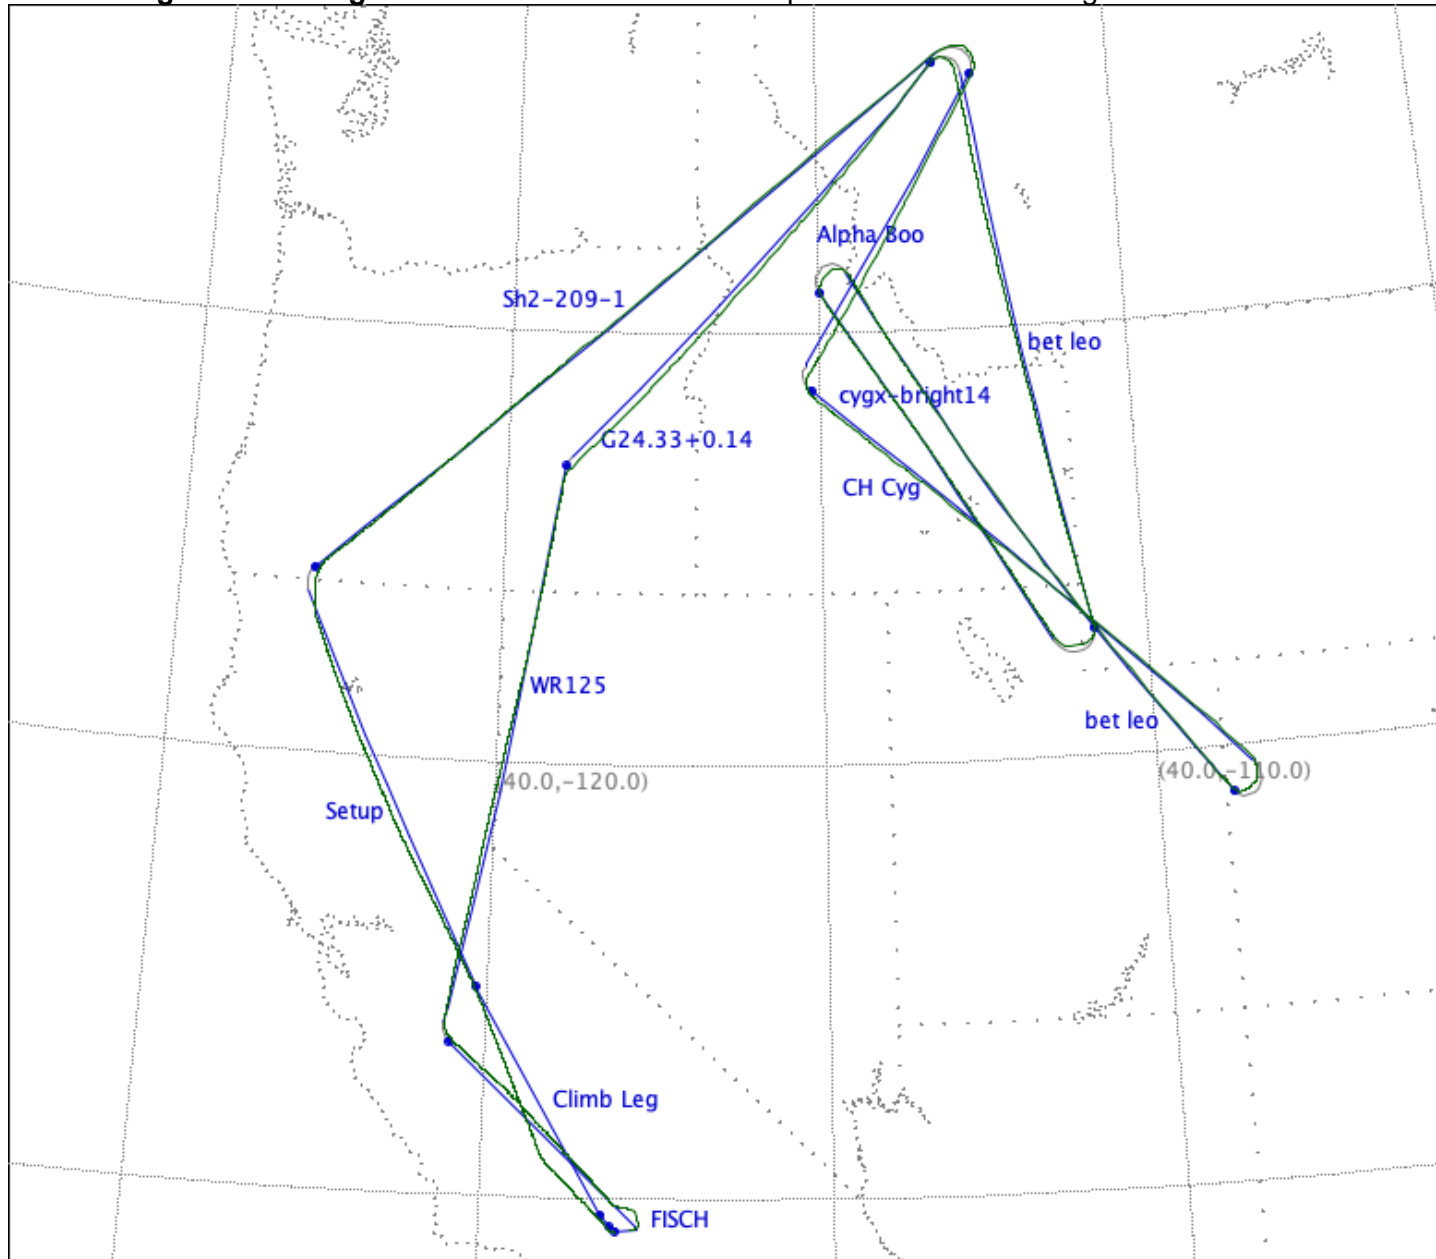 Alpha Boo
Sh2-209-1
bet leo
cygx-bright14
G24.33+0.14
CH Cyg
WR125
bet leo
(40.0,-110.0)
40.0,-120.0)
Setup
Climb Leg
FISCH